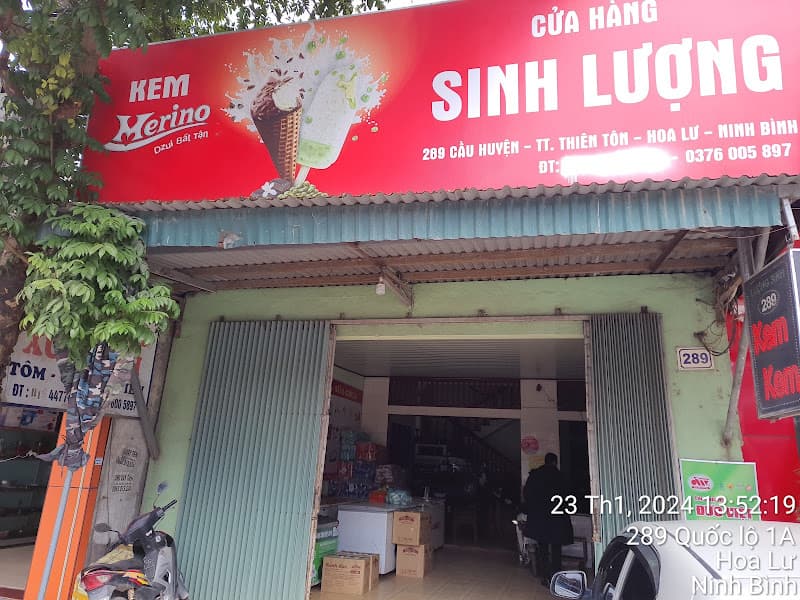 KEM
Merino
Dzui Bất Tận
CỬA HÀNG
SINH LƯỢNG
289 CẦU HUYỆN - TT. THIÊN TÔN - HOA LƯ - NINH BÌNH
ĐT: - 0376 005 897
289
289
Kem
Kem
TÔM -
ĐT :
ĐỨC VIỆT
23 Th1, 2024 13:52:19
289 Quốc lộ 1A
Hoa Lư
Ninh Bình